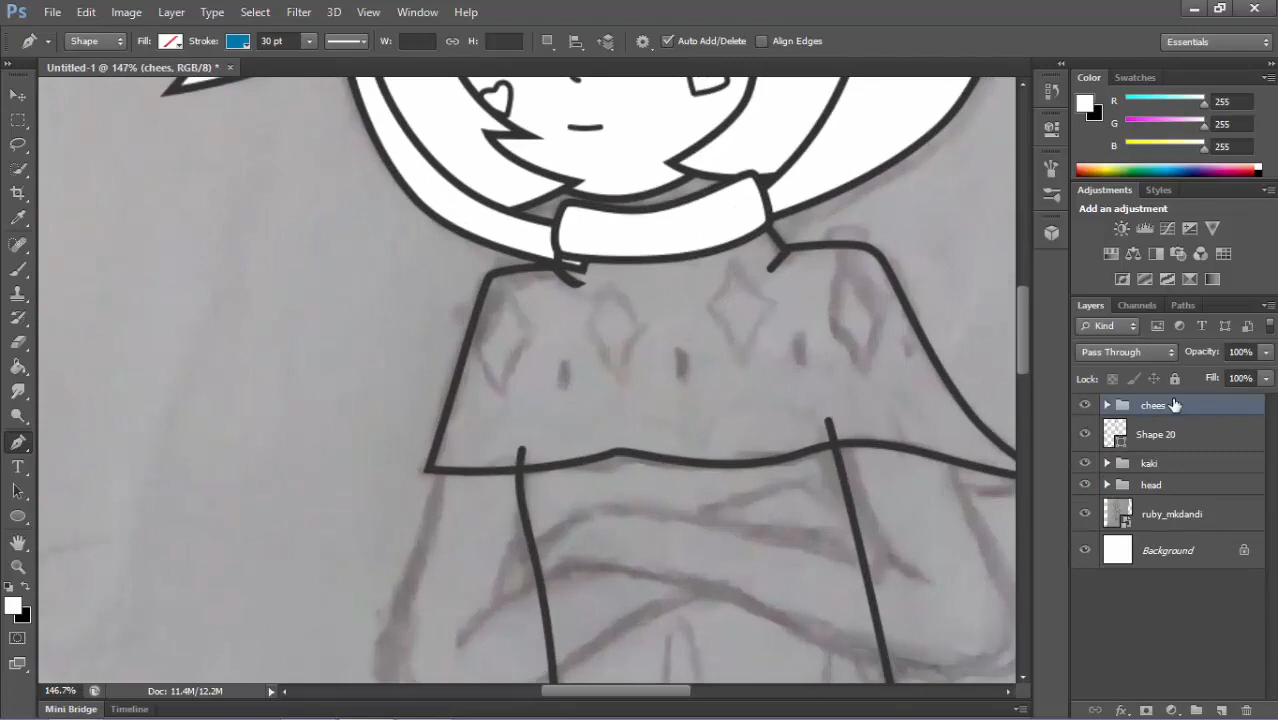 Ps File Edit Image Layer Type Select Filter 3D View Window Help
Shape Fill: Stroke: 30 pt W: H: Auto Add/Delete Align Edges Essentials
Untitled-1 @ 147% (chees, RGB/8) * ×
Color Swatches
R 255
G 255
B 255
Adjustments Styles
Add an adjustment
Layers Channels Paths
Kind
Pass Through Opacity: 100%
Lock: Fill: 100%
chees
Shape 20
kaki
head
ruby_mkdandi
Background
146.7% Doc: 11.4M/12.2M
Mini Bridge Timeline